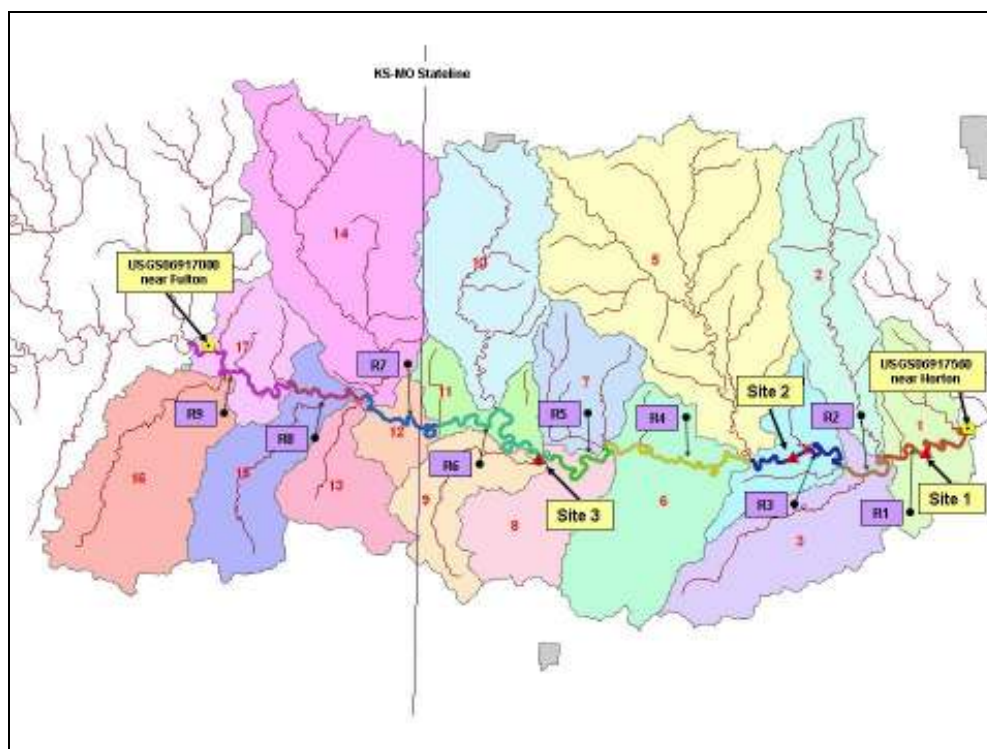 KS-MO Stateline
14
10
5
2
USGS06917000
near Fulton
17
R7
11
7
R5
R4
Site 2
R2
USGS06917560
near Horton
1
R9
R8
12
R6
16
15
13
9
8
Site 3
6
R3
3
R1
Site 1